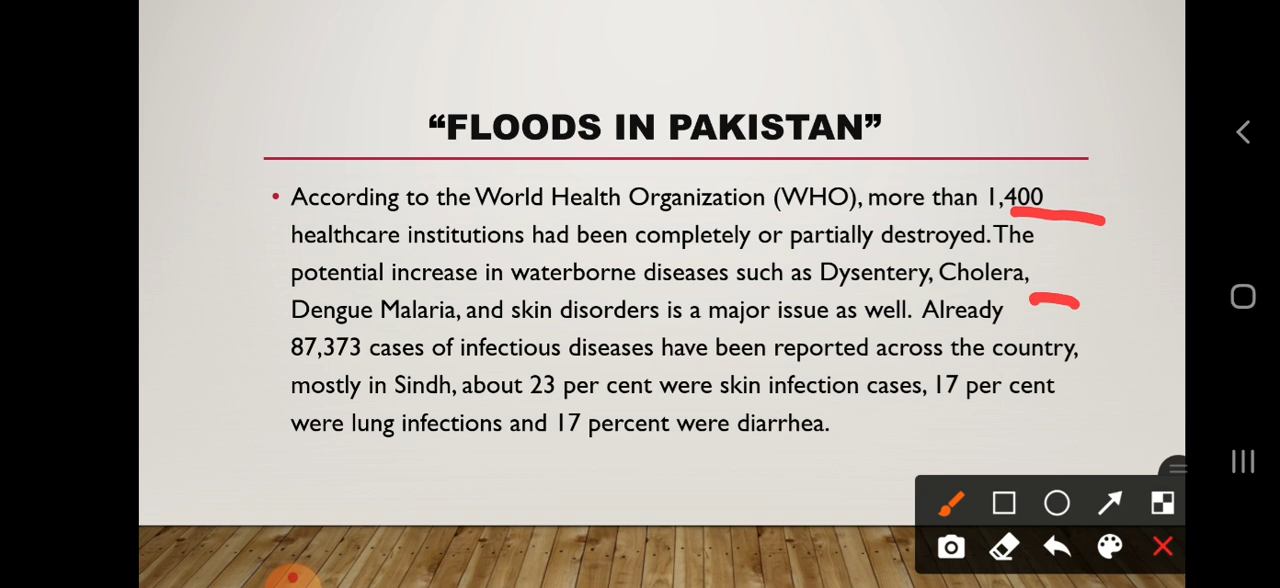 “FLOODS IN PAKISTAN”
• According to the World Health Organization (WHO), more than 1,400
healthcare institutions had been completely or partially destroyed. The
potential increase in waterborne diseases such as Dysentery, Cholera,
Dengue Malaria, and skin disorders is a major issue as well. Already
87,373 cases of infectious diseases have been reported across the country,
mostly in Sindh, about 23 per cent were skin infection cases, 17 per cent
were lung infections and 17 percent were diarrhea.